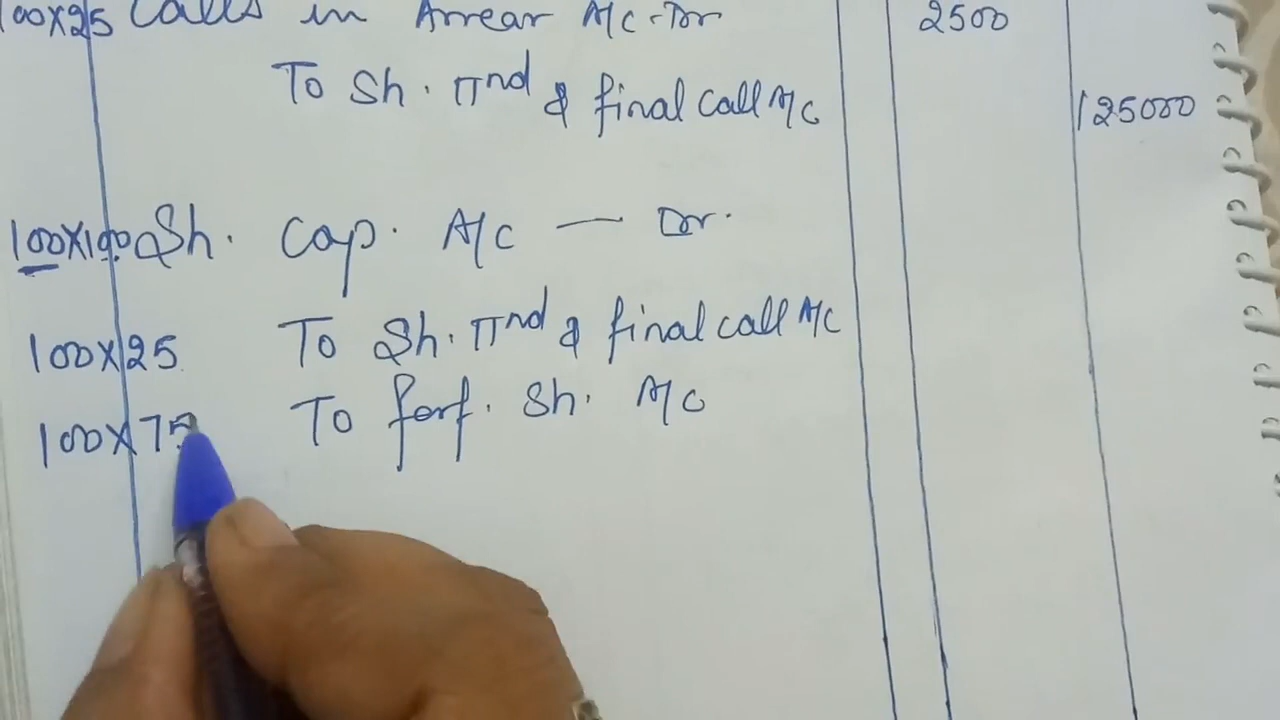 100X25 Calls in Arrear A/C - Dr 2500
To Sh. IInd & final call A/C 125000
100X100 Sh. Cap. A/C — Dr.
100X25 To Sh. IInd & final call A/C
100X75 To forf. Sh. A/C